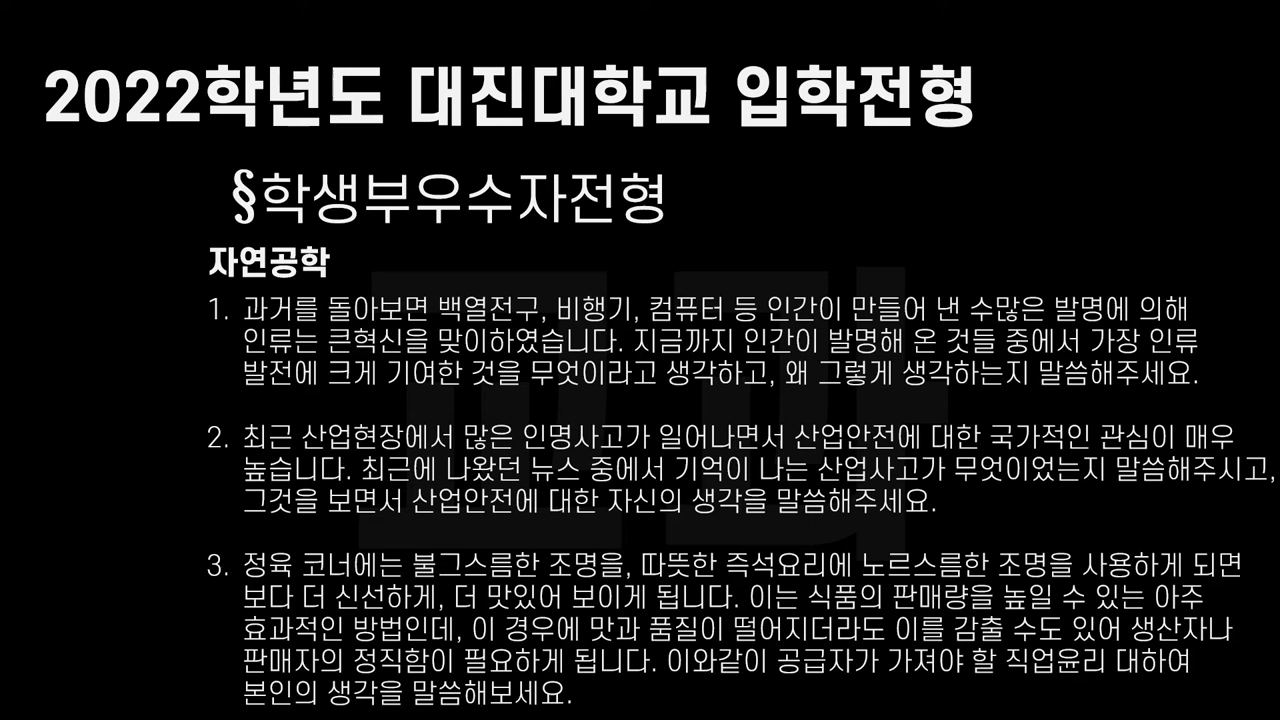 2022학년도 대진대학교 입학전형
§학생부우수자전형
자연공학
1. 과거를 돌아보면 백열전구, 비행기, 컴퓨터 등 인간이 만들어 낸 수많은 발명에 의해
인류는 큰혁신을 맞이하였습니다. 지금까지 인간이 발명해 온 것들 중에서 가장 인류
발전에 크게 기여한 것을 무엇이라고 생각하고, 왜 그렇게 생각하는지 말씀해주세요.
2. 최근 산업현장에서 많은 인명사고가 일어나면서 산업안전에 대한 국가적인 관심이 매우
높습니다. 최근에 나왔던 뉴스 중에서 기억이 나는 산업사고가 무엇이었는지 말씀해주시고,
그것을 보면서 산업안전에 대한 자신의 생각을 말씀해주세요.
3. 정육 코너에는 불그스름한 조명을, 따뜻한 즉석요리에 노르스름한 조명을 사용하게 되면
보다 더 신선하게, 더 맛있어 보이게 됩니다. 이는 식품의 판매량을 높일 수 있는 아주
효과적인 방법인데, 이 경우에 맛과 품질이 떨어지더라도 이를 감출 수도 있어 생산자나
판매자의 정직함이 필요하게 됩니다. 이와같이 공급자가 가져야 할 직업윤리 대하여
본인의 생각을 말씀해보세요.